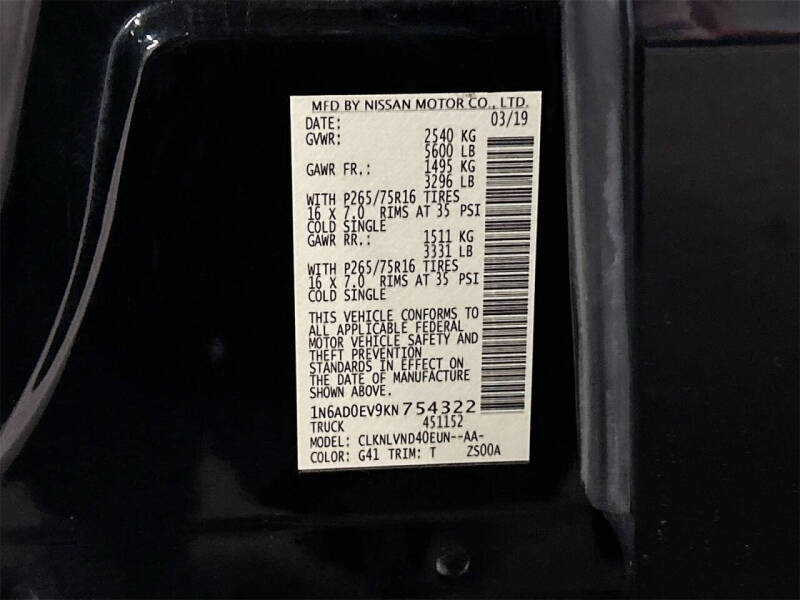 MFD BY NISSAN MOTOR CO., LTD.
DATE: 03/19
GVWR: 2540 KG
5600 LB
GAWR FR.: 1495 KG
3296 LB
WITH P265/75R16 TIRES
16 X 7.0 RIMS AT 35 PSI
COLD SINGLE
GAWR RR.: 1511 KG
3331 LB
WITH P265/75R16 TIRES
16 X 7.0 RIMS AT 35 PSI
COLD SINGLE
THIS VEHICLE CONFORMS TO
ALL APPLICABLE FEDERAL
MOTOR VEHICLE SAFETY AND
THEFT PREVENTION
STANDARDS IN EFFECT ON
THE DATE OF MANUFACTURE
SHOWN ABOVE.
1N6AD0EV9KN754322
TRUCK 451152
MODEL: CLKNLVND40EUN--AA-
COLOR: G41 TRIM: T ZS00A